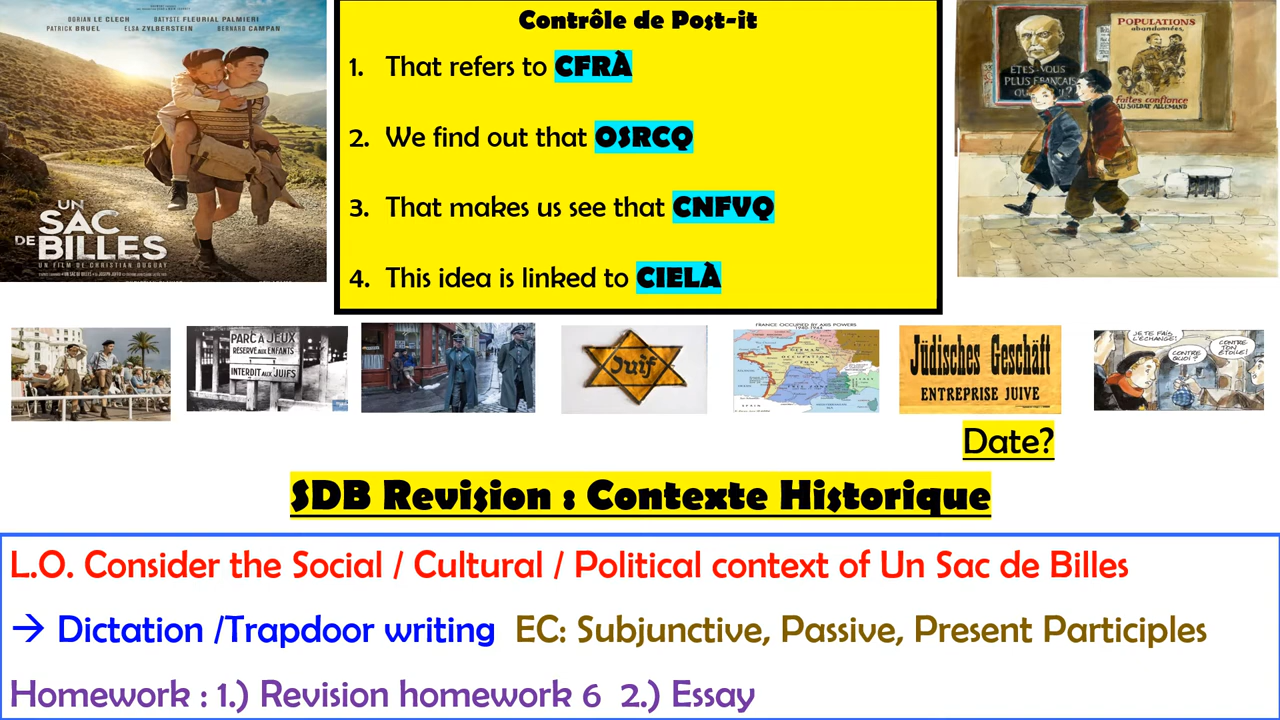 DORIAN LE CLECH BATYSTE FLEURIAL PALMIERI
PATRICK BRUEL ELSA ZYLBERSTEIN BERNARD CAMPAN
UN
SAC
DE BILLES
UN FILM DE CHRISTIAN DUGUAY
Contrôle de Post-it
1. That refers to CFRÀ
2. We find out that OSRCQ
3. That makes us see that CNFVQ
4. This idea is linked to CIELÀ
ÊTES-VOUS
PLUS FRANÇAIS
POPULATIONS
abandonnées,
faites confiance
AU SOLDAT ALLEMAND
PARC À JEUX
RÉSERVÉ AUX ENFANTS
INTERDIT AUX JUIFS
Juif
FRANCE OCCUPIED BY AXIS POWERS
1940-1944
Jüdisches Geschäft
ENTREPRISE JUIVE
JE TE FAIS
L'ÉCHANGE!
CONTRE
QUOI ?
CONTRE
TON
ÉTOILE!
Date?
SDB Revision : Contexte Historique
L.O. Consider the Social / Cultural / Political context of Un Sac de Billes
→ Dictation /Trapdoor writing EC: Subjunctive, Passive, Present Participles
Homework : 1.) Revision homework 6 2.) Essay